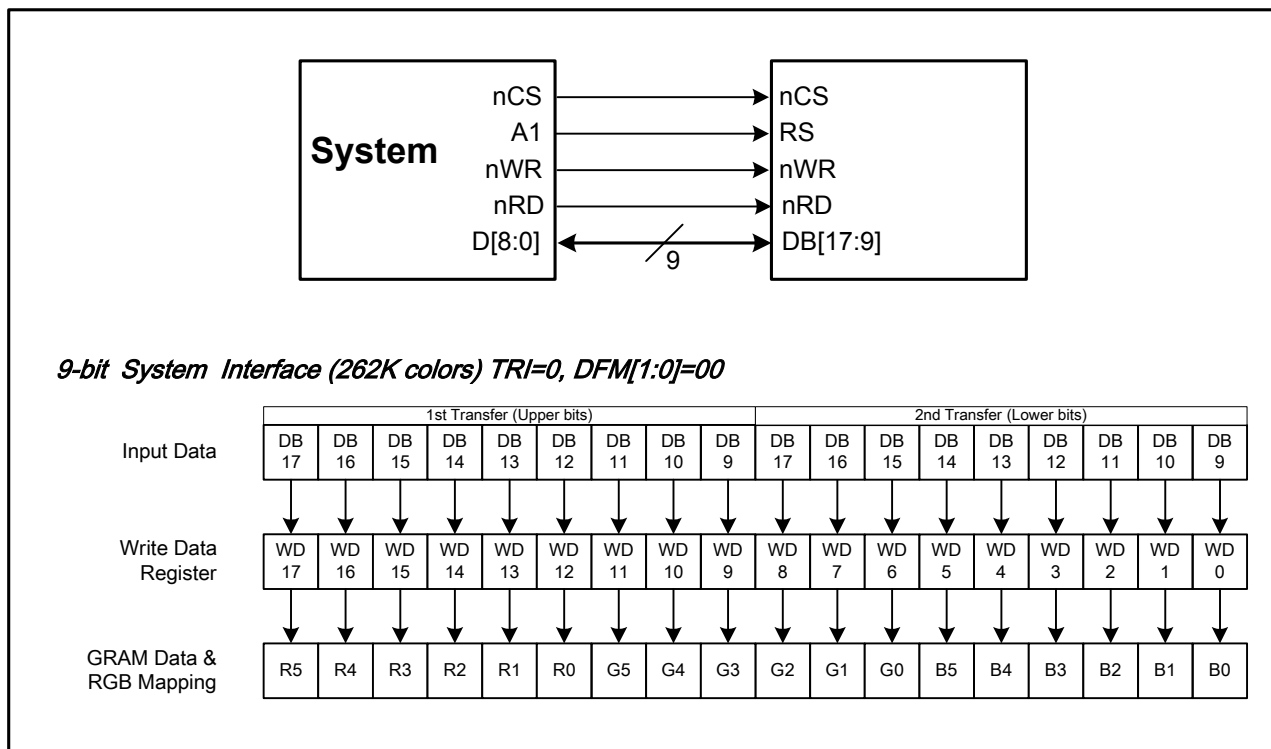 nCS nCS
System A1 RS
nWR nWR
nRD nRD
D[8:0] 9 DB[17:9]
9-bit System Interface (262K colors) TRI=0, DFM[1:0]=00
1st Transfer (Upper bits) 2nd Transfer (Lower bits)
Input Data DB 17 DB 16 DB 15 DB 14 DB 13 DB 12 DB 11 DB 10 DB 9 DB 17 DB 16 DB 15 DB 14 DB 13 DB 12 DB 11 DB 10 DB 9
Write Data Register WD 17 WD 16 WD 15 WD 14 WD 13 WD 12 WD 11 WD 10 WD 9 WD 8 WD 7 WD 6 WD 5 WD 4 WD 3 WD 2 WD 1 WD 0
GRAM Data & RGB Mapping R5 R4 R3 R2 R1 R0 G5 G4 G3 G2 G1 G0 B5 B4 B3 B2 B1 B0